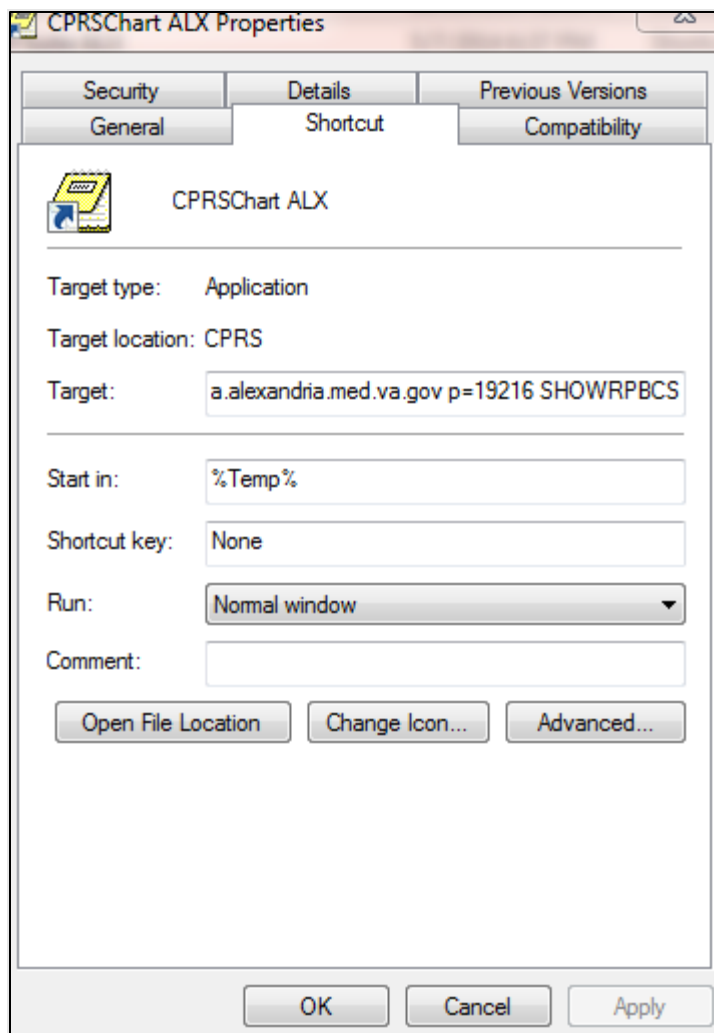 CPRSChart ALX Properties
Security Details Previous Versions
General Shortcut Compatibility
CPRSChart ALX
Target type: Application
Target location: CPRS
Target: a.alexandria.med.va.gov p=19216 SHOWRPBCS
Start in: %Temp%
Shortcut key: None
Run: Normal window
Comment:
Open File Location Change Icon... Advanced...
OK Cancel Apply